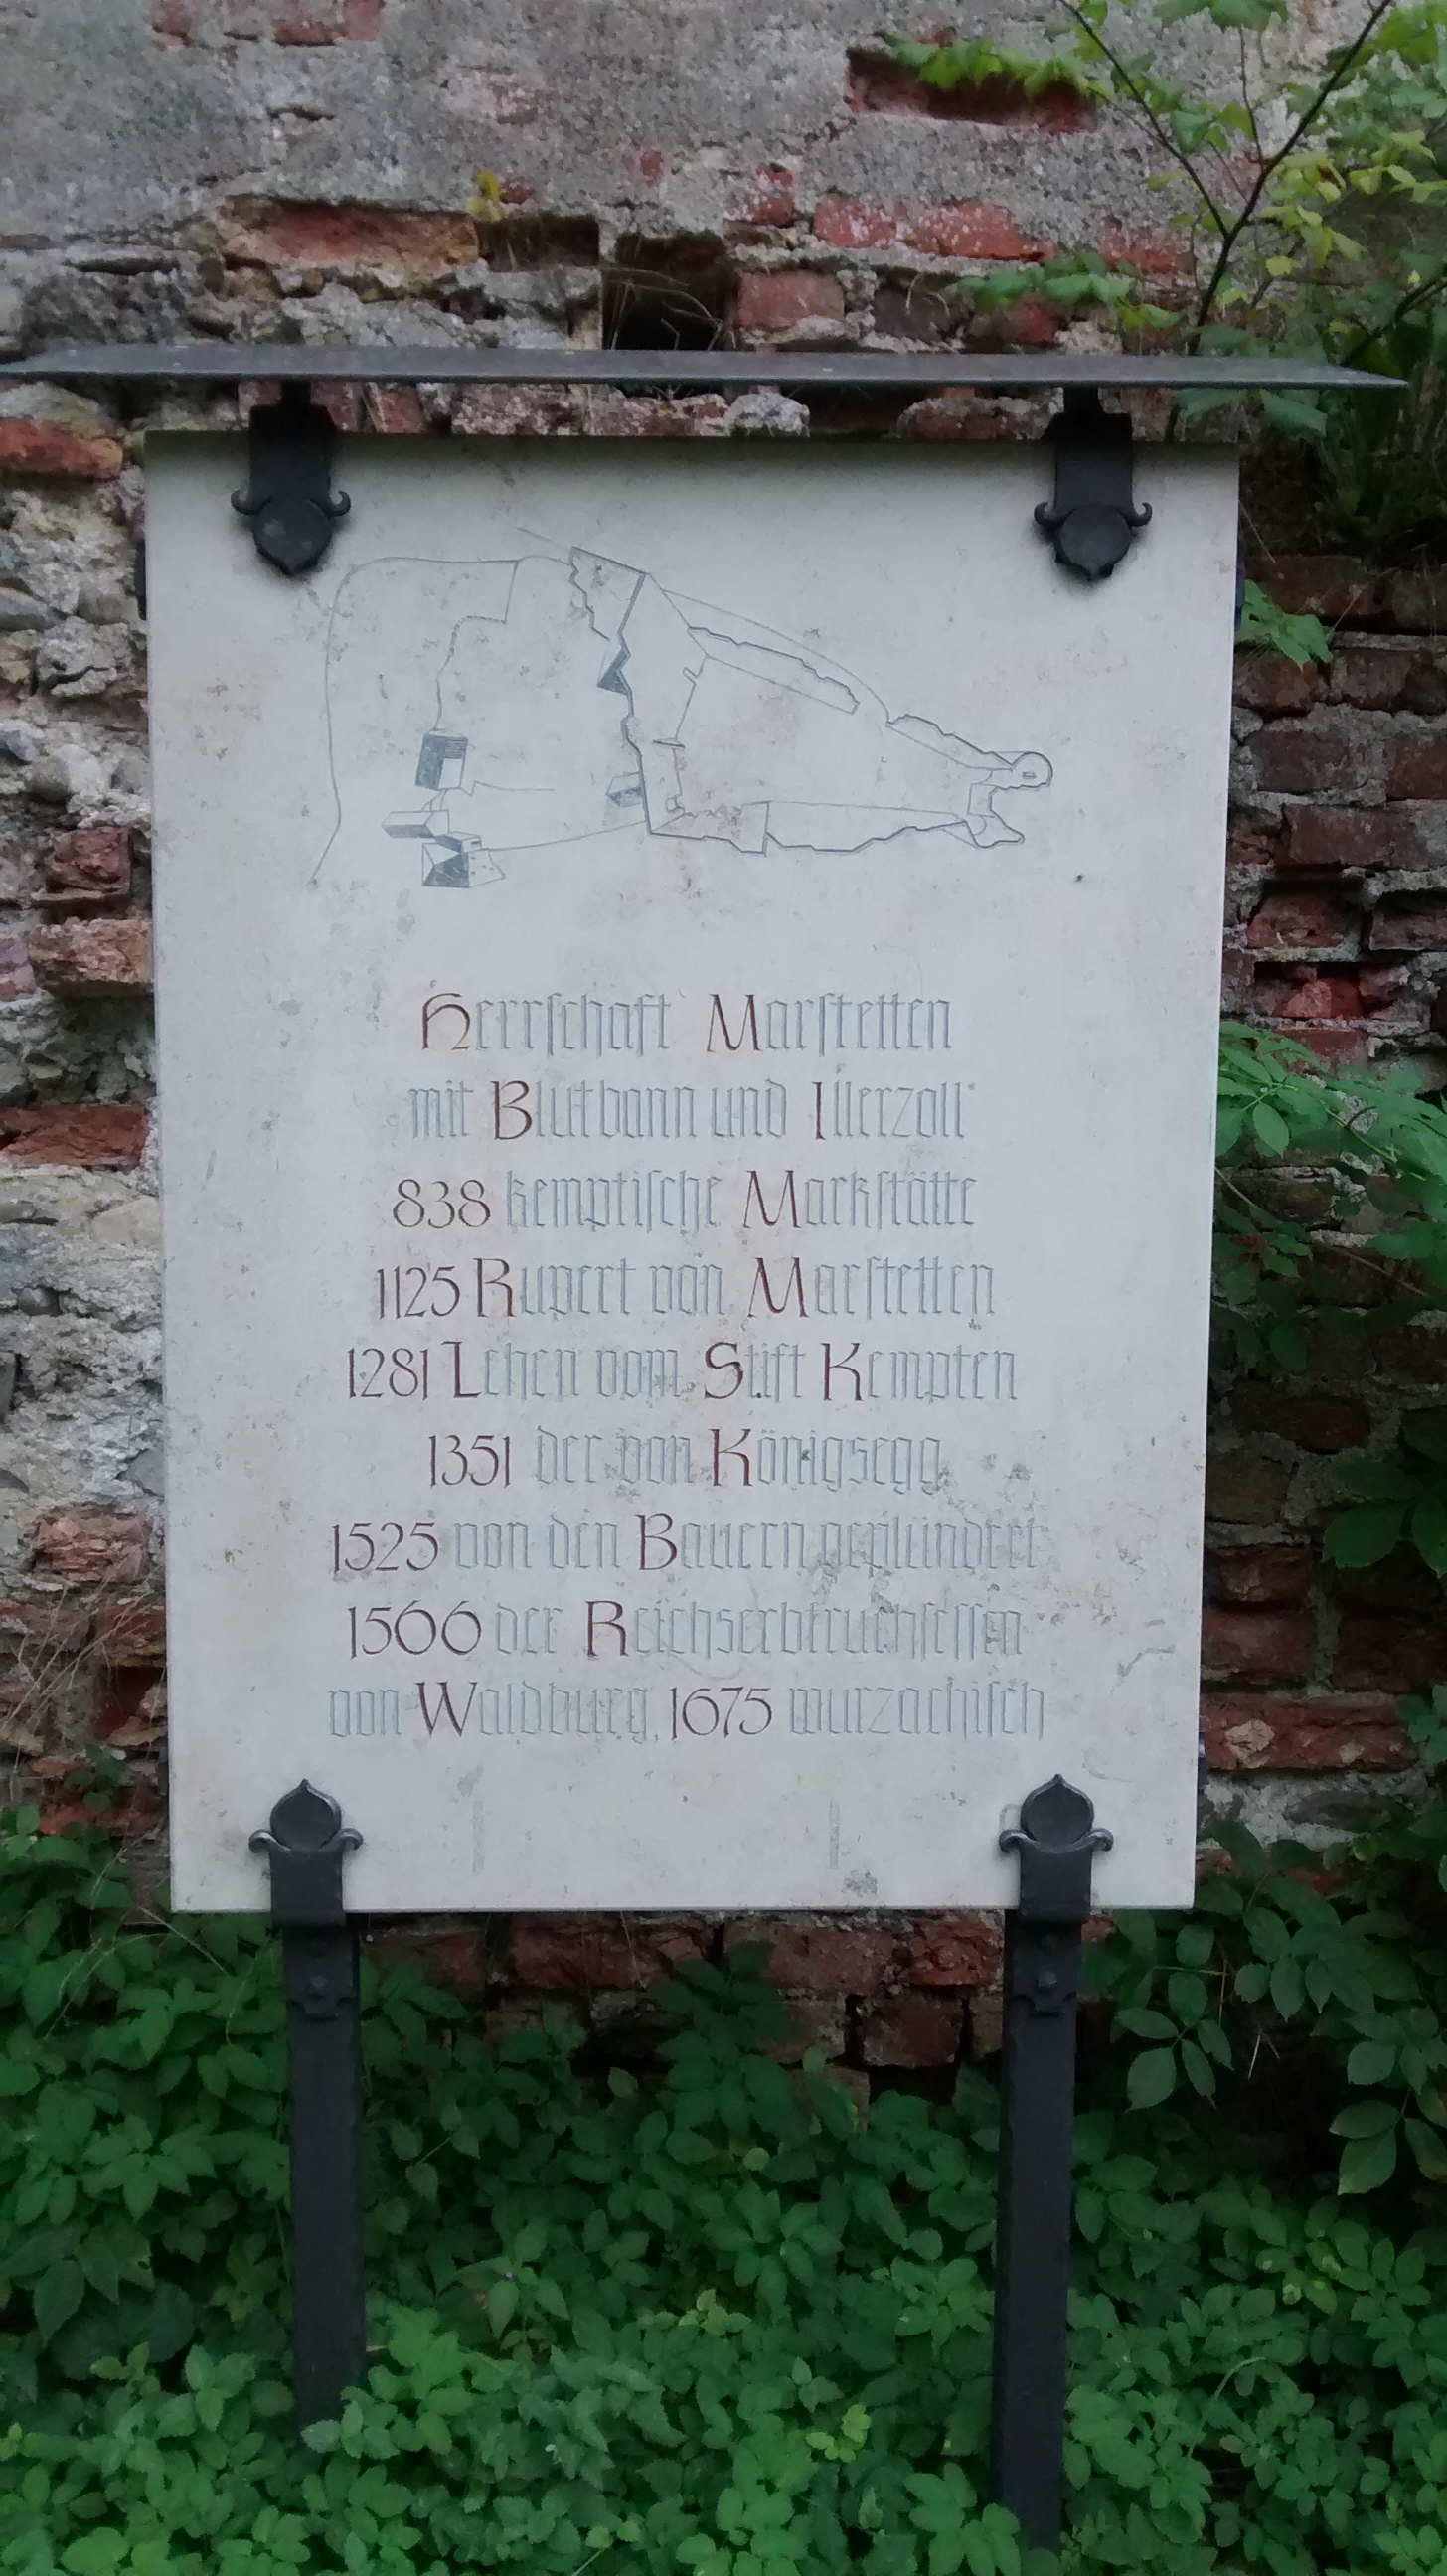 Herrſchaft Marſtetten
mit Blutbann und Illerzoll
838 kemptiſche Markſtätte
1125 Rupert von Marſtetten
1281 Lehen vom Stift Kempten
1351 der von Königsegg
1525 von den Bauern geplündert
1566 der Reichserbtruchſeſſen
von Waldburg, 1675 wurzachiſch